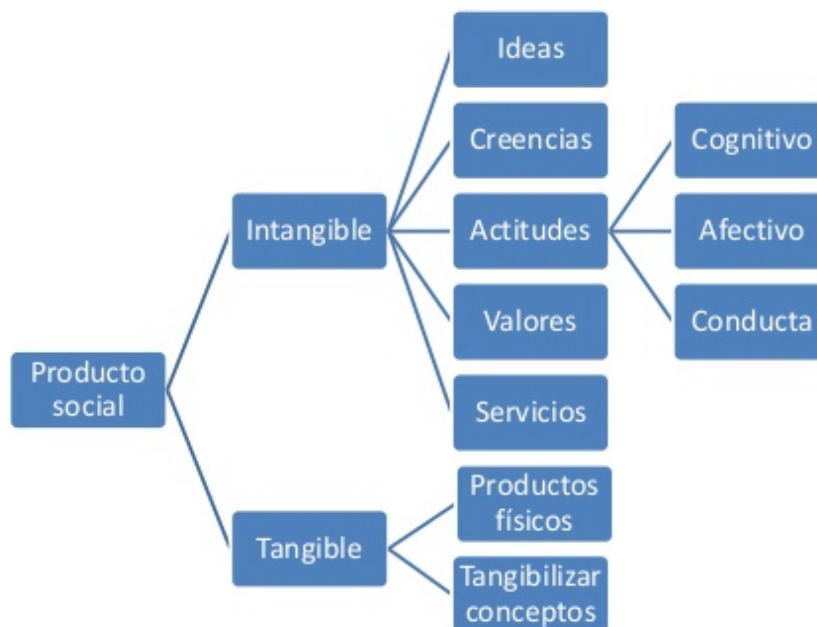 Ideas
Creencias
Cognitivo
Intangible
Actitudes
Afectivo
Valores
Conducta
Producto
social
Servicios
Productos
físicos
Tangible
Tangibilizar
conceptos